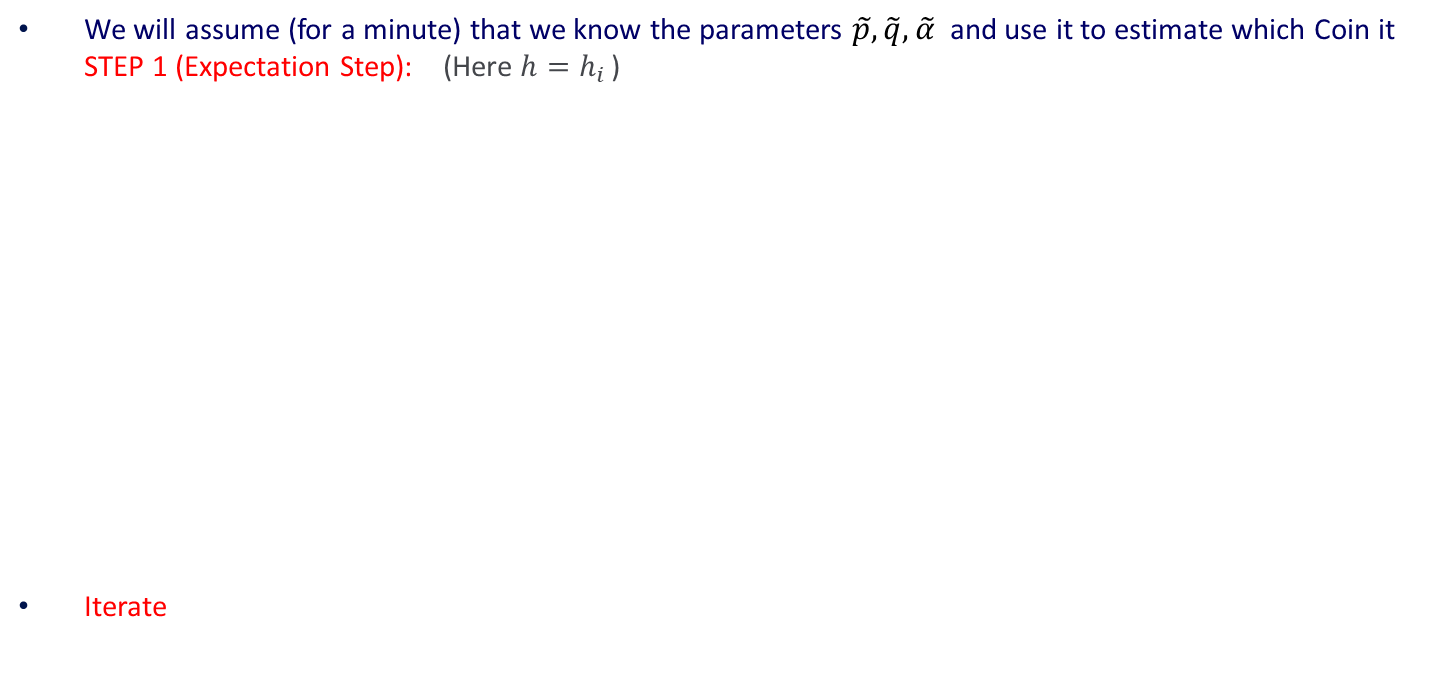 • We will assume (for a minute) that we know the parameters p̃, q̃, α̃ and use it to estimate which Coin it
STEP 1 (Expectation Step): (Here h = hᵢ )
• Iterate